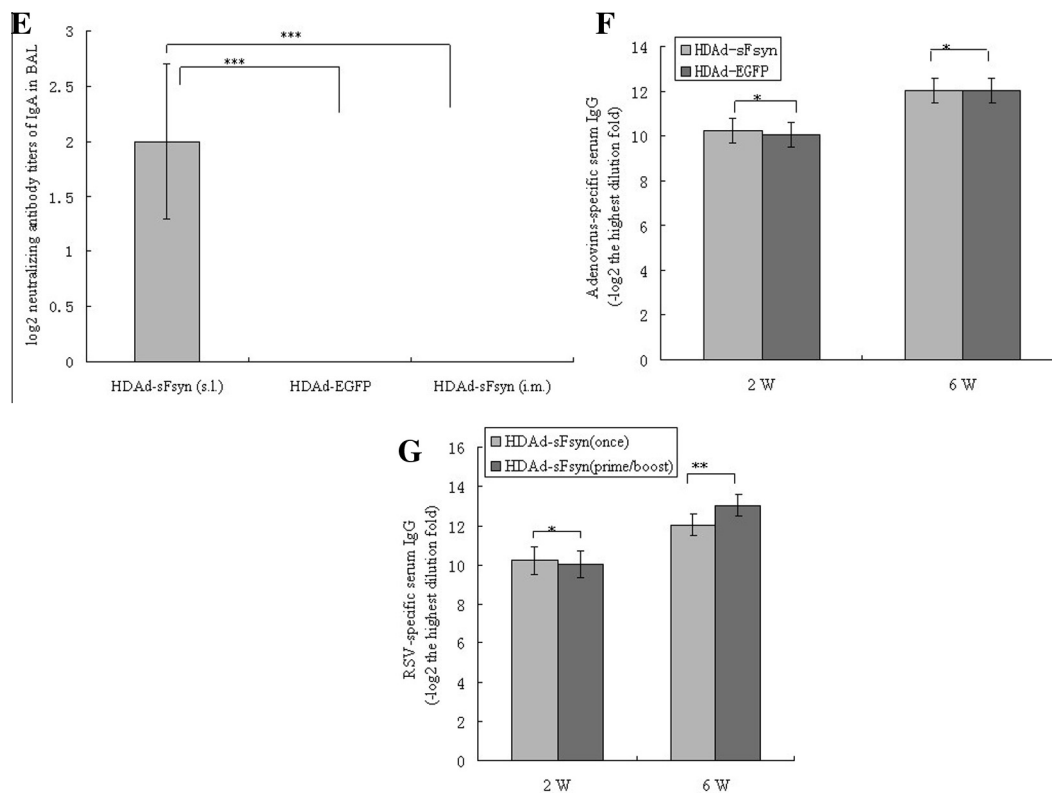 E
log2 neutralizing antibody titers of IgA in BAL
3
2.5
2
1.5
1
0.5
0
***
***
HDAd-sFsyn (s.l.)
HDAd-EGFP
HDAd-sFsyn (i.m.)
F
Adenovirus-specific serum IgG
(-log2 the highest dilution fold)
14
12
10
8
6
4
2
0
HDAd-sFsyn
HDAd-EGFP
*
*
2 W
6 W
G
RSV-specific serum IgG
(-log2 the highest dilution fold)
16
14
12
10
8
6
4
2
0
HDAd-sFsyn(once)
HDAd-sFsyn(prime/boost)
*
**
2 W
6 W